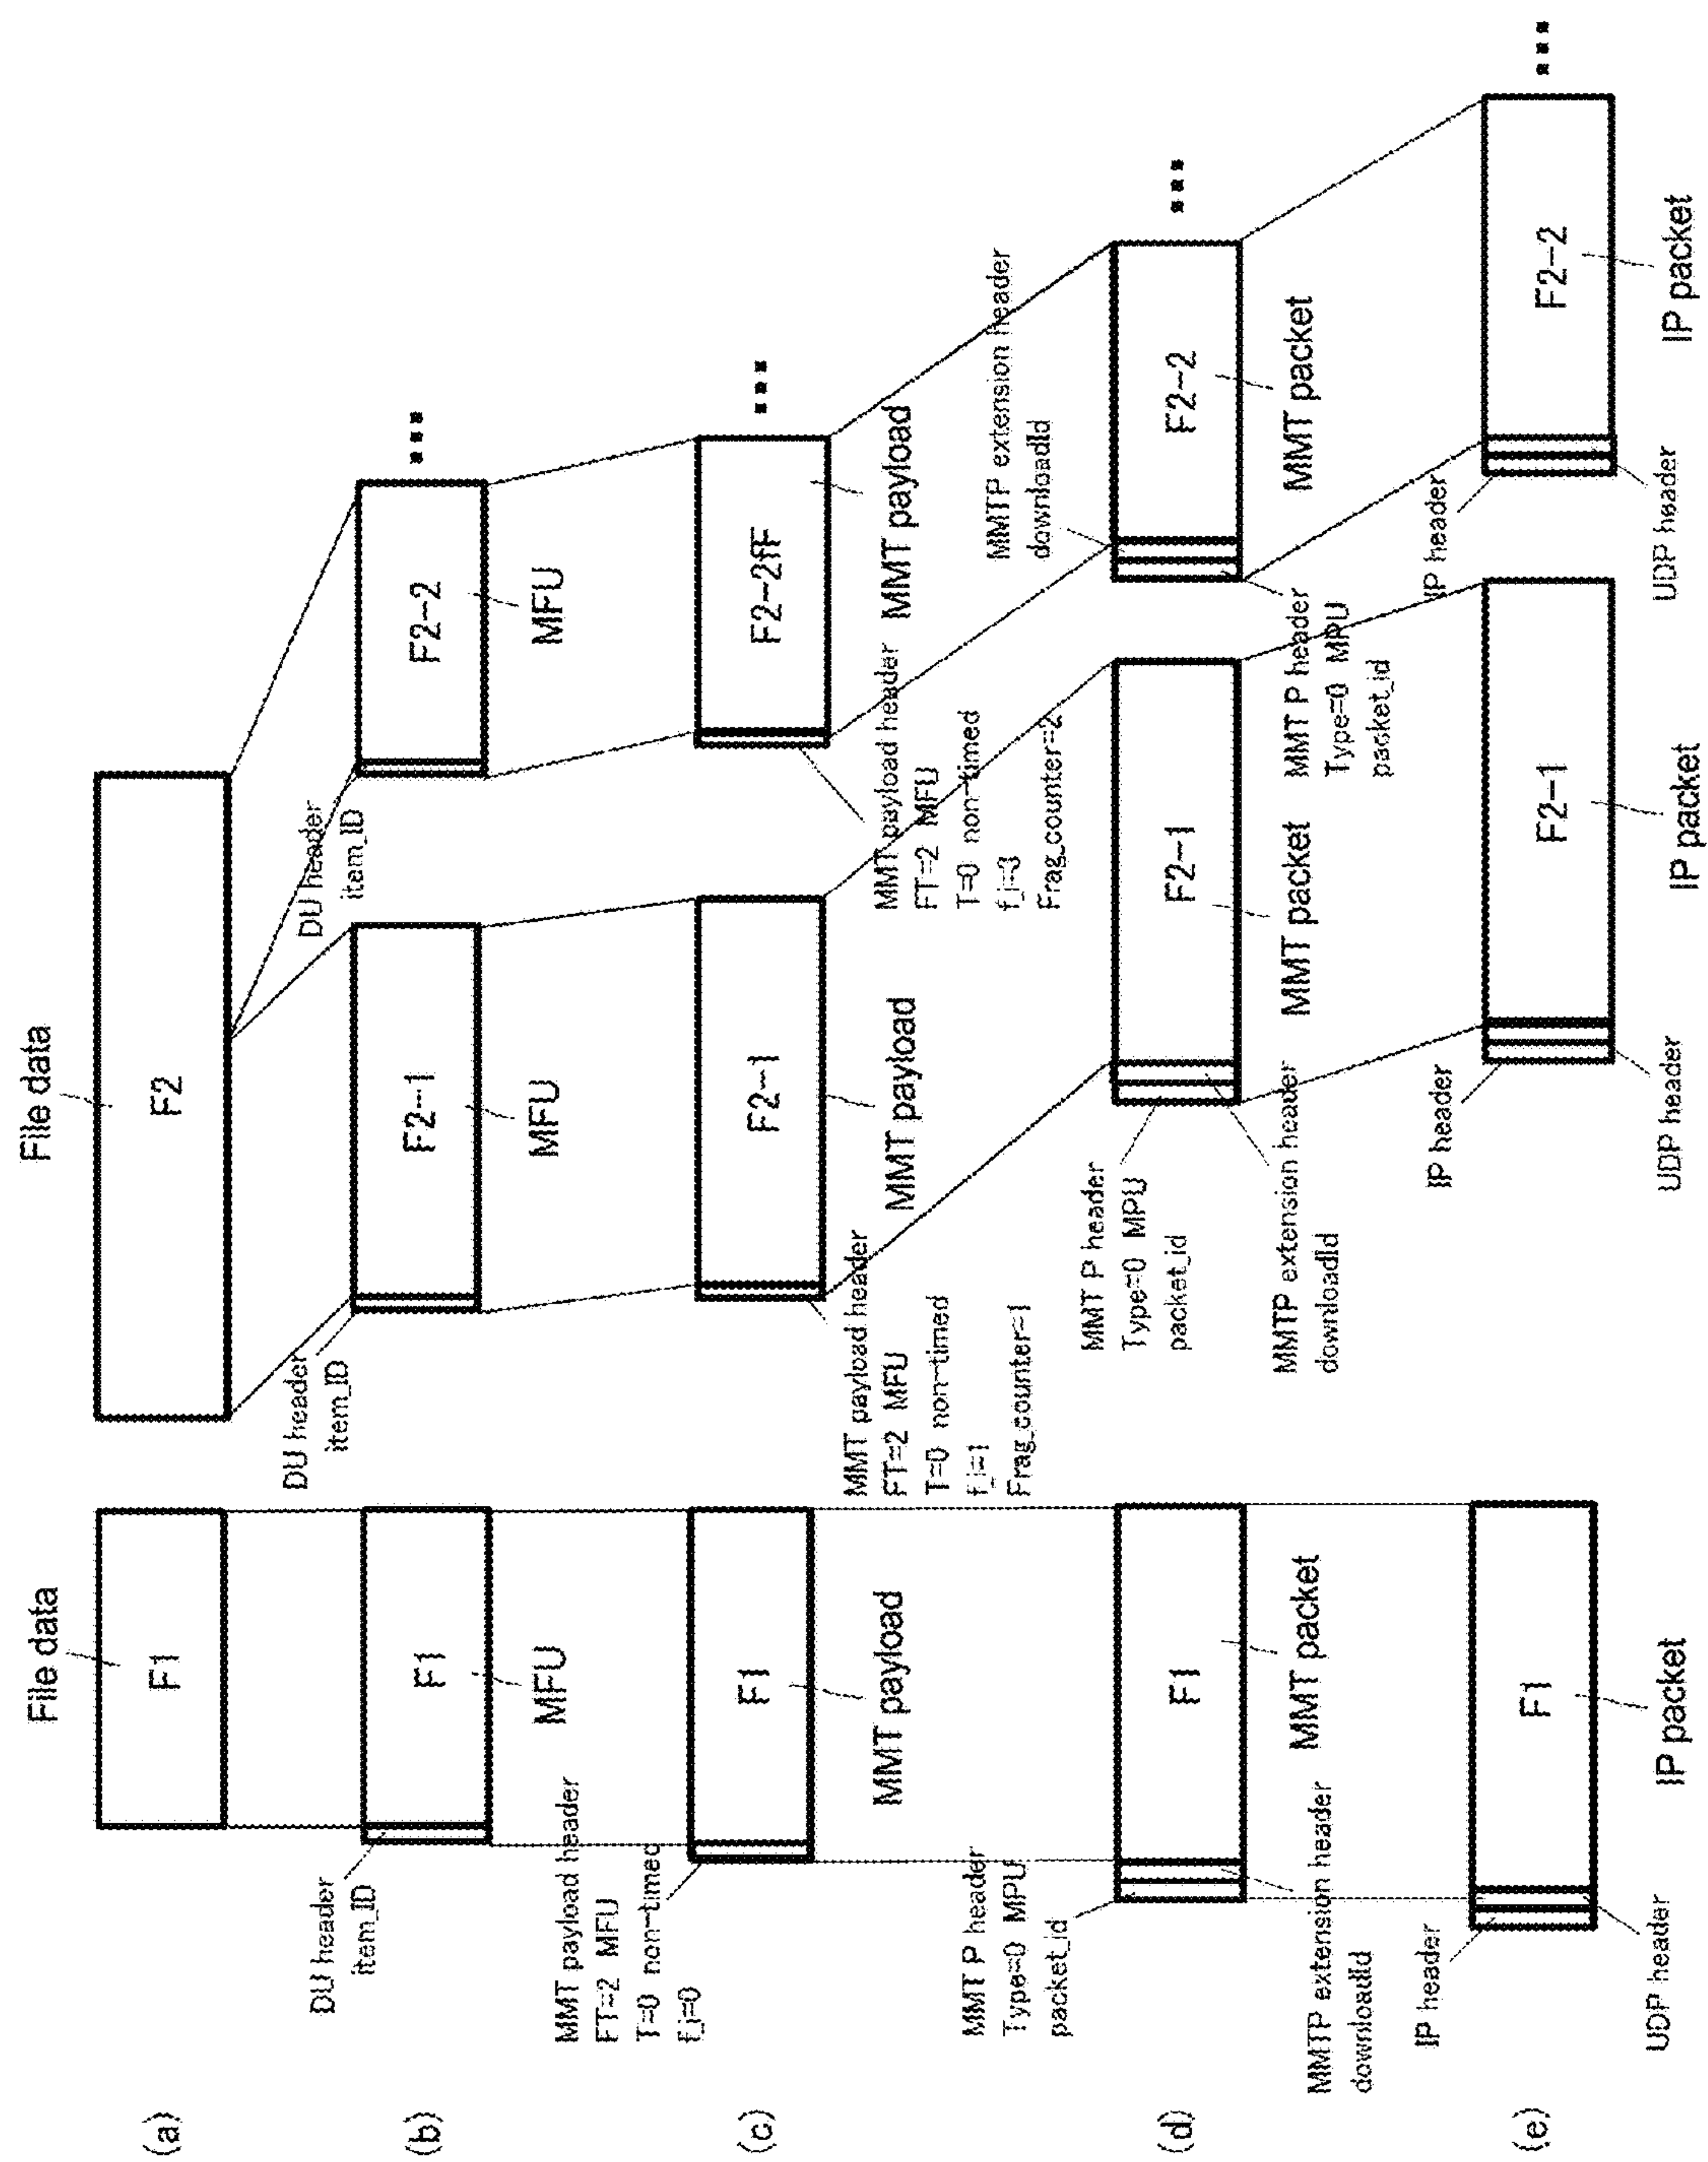 (a)
File data
F1
File data
F2
(b)
DU header
item_ID
F1
MFU
DU header
item_ID
F2-1
MFU
DU header
item_ID
F2-2
MFU
(c)
MMT payload header
FT=2 MFU
T=0 non-timed
f_i=0
F1
MMT payload
MMT payload header
FT=2 MFU
T=0 non-timed
f_i=1
Frag_counter=1
F2-1
MMT payload
MMT payload header
FT=2 MFU
T=0 non-timed
f_i=3
Frag_counter=2
F2-2fF
MMT payload
(d)
MMT P header
Type=0 MPU
packet_id
MMTP extension header
downloadId
F1
MMT packet
MMT P header
Type=0 MPU
packet_id
MMTP extension header
downloadId
F2-1
MMT packet
MMT P header
Type=0 MPU
packet_id
MMTP extension header
downloadId
F2-2
MMT packet
(e)
IP header
UDP header
F1
IP packet
IP header
UDP header
F2-1
IP packet
IP header
UDP header
F2-2
IP packet